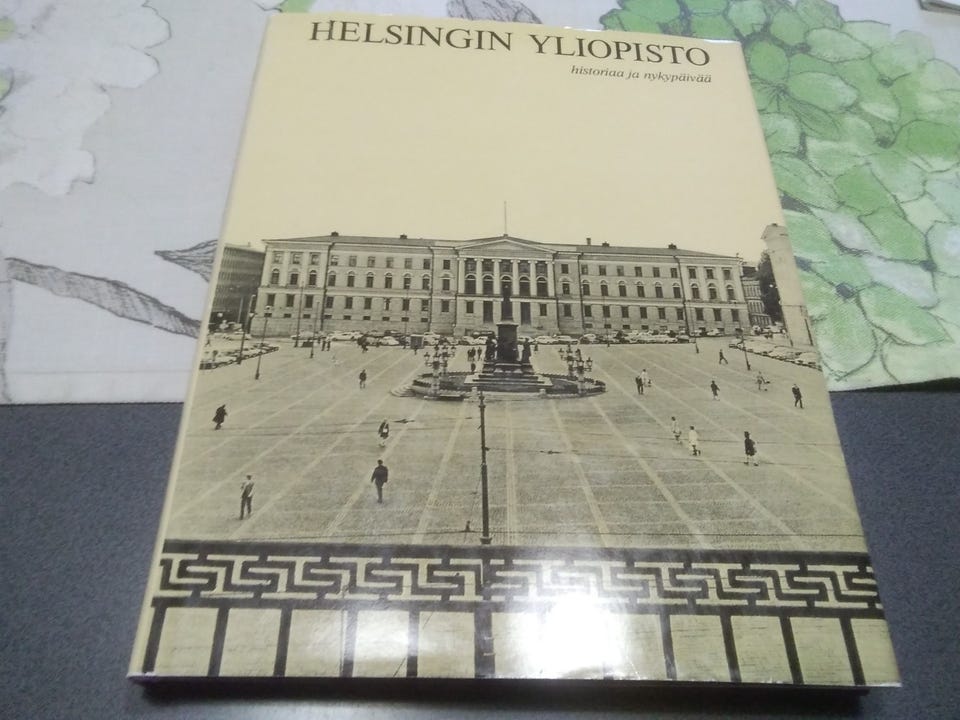 HELSINGIN YLIOPISTO
historiaa ja nykypäivää